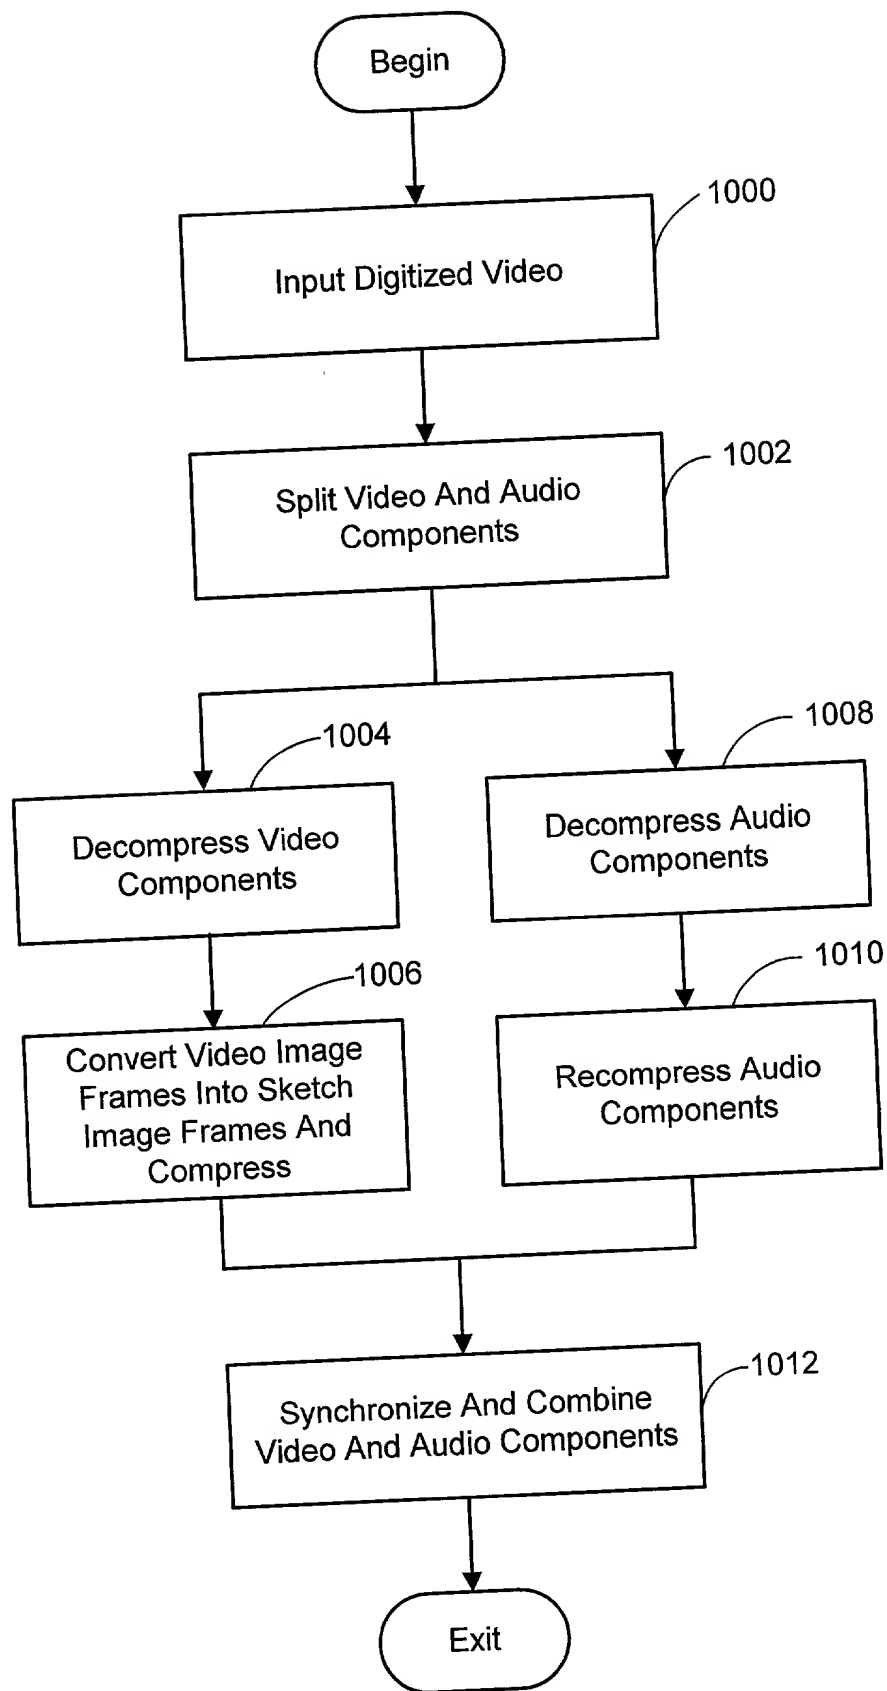 Begin
1000
Input Digitized Video
1002
Split Video And Audio
Components
1004
1008
Decompress Video
Components
Decompress Audio
Components
1006
1010
Convert Video Image
Frames Into Sketch
Image Frames And
Compress
Recompress Audio
Components
1012
Synchronize And Combine
Video And Audio Components
Exit